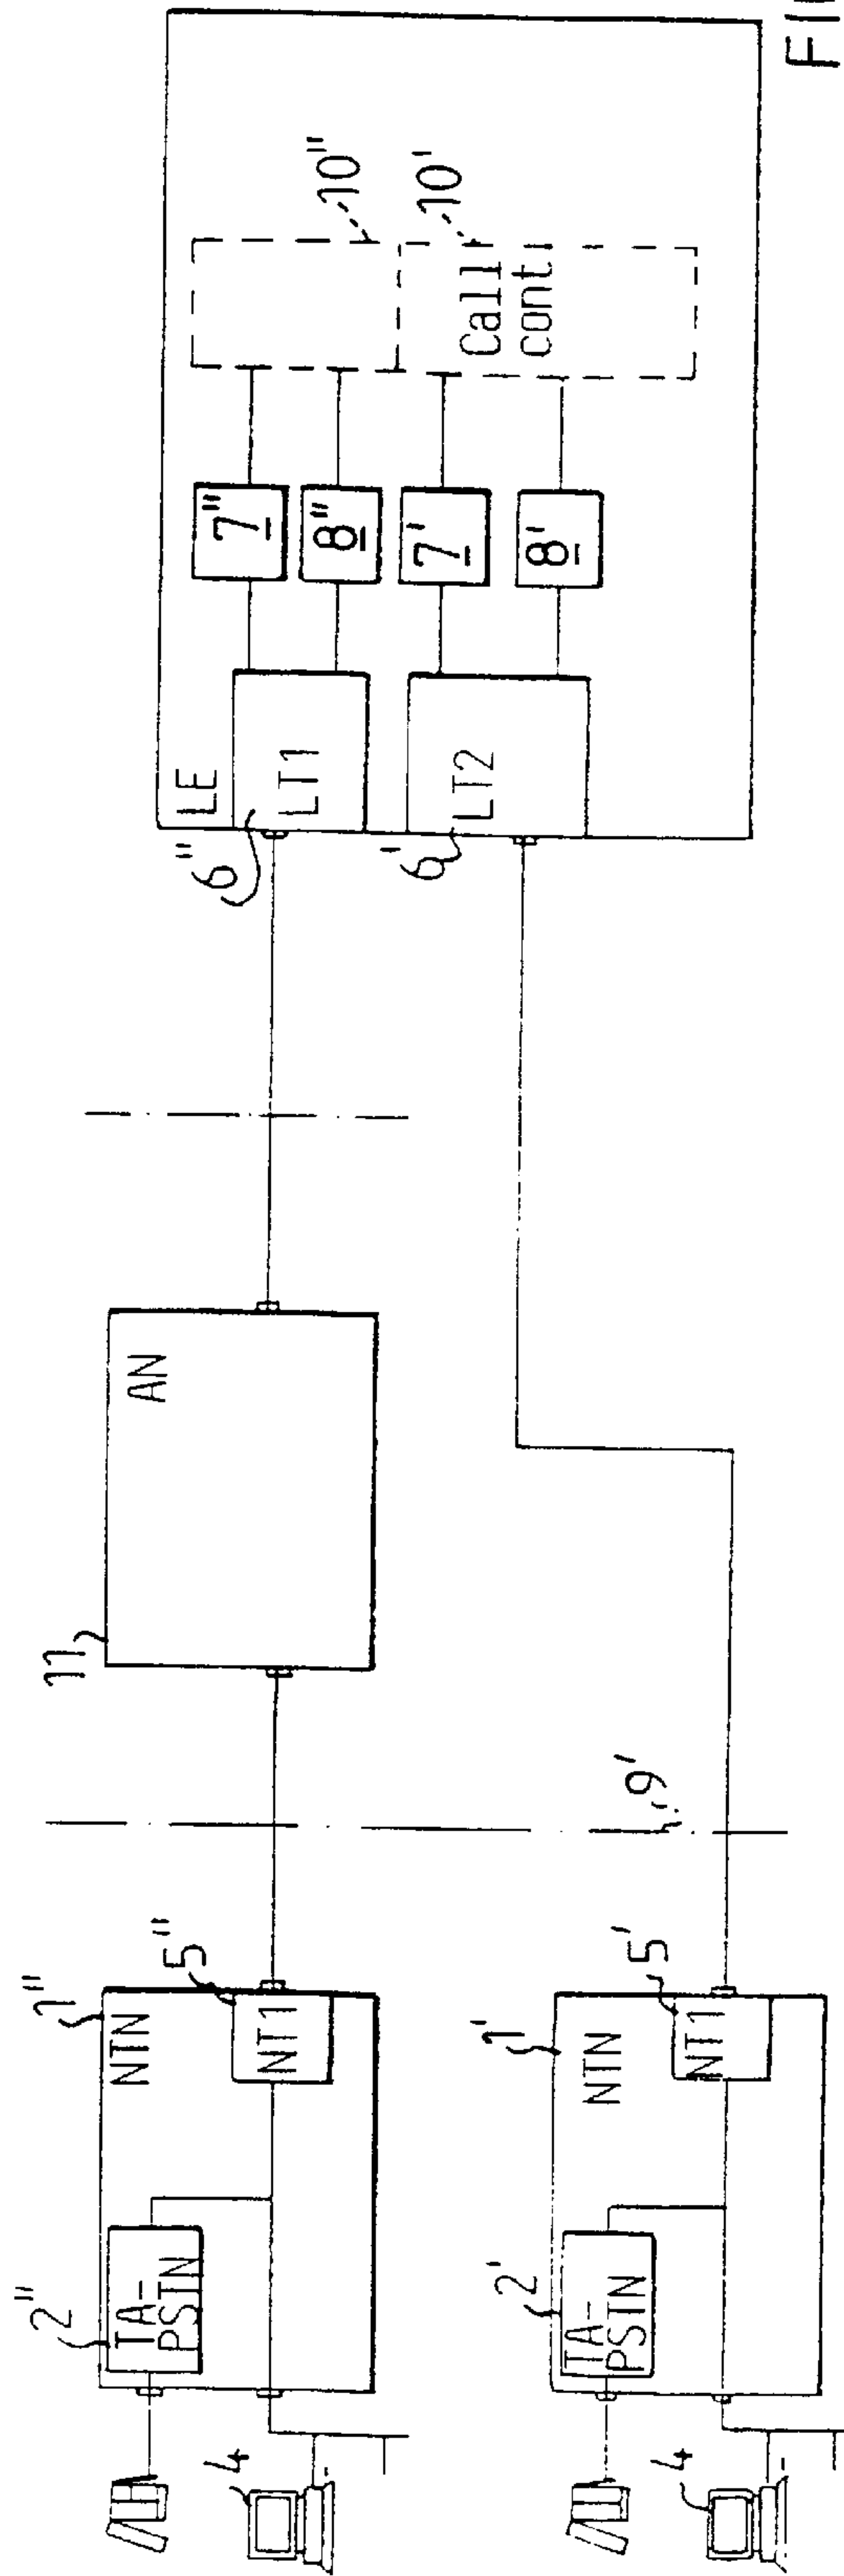 1"
NTN
2"
TA-
PSTN
5"
NT1
4
11
AN
LE
6"
LT1
7"
8"
10"
10'
Call
cont
7'
8'
6'
LT2
9'
1'
NTN
2'
TA-
PSTN
5'
NT1
4